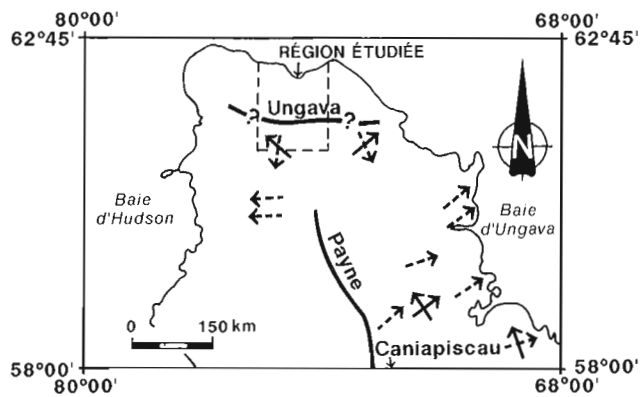 80°00' 68°00'
62°45' 62°45'
RÉGION ÉTUDIÉE
? Ungava ?
N
Baie
d'Hudson
Baie
d'Ungava
Payne
0 150 km
Caniapiscau
58°00' 58°00'
80°00' 68°00'